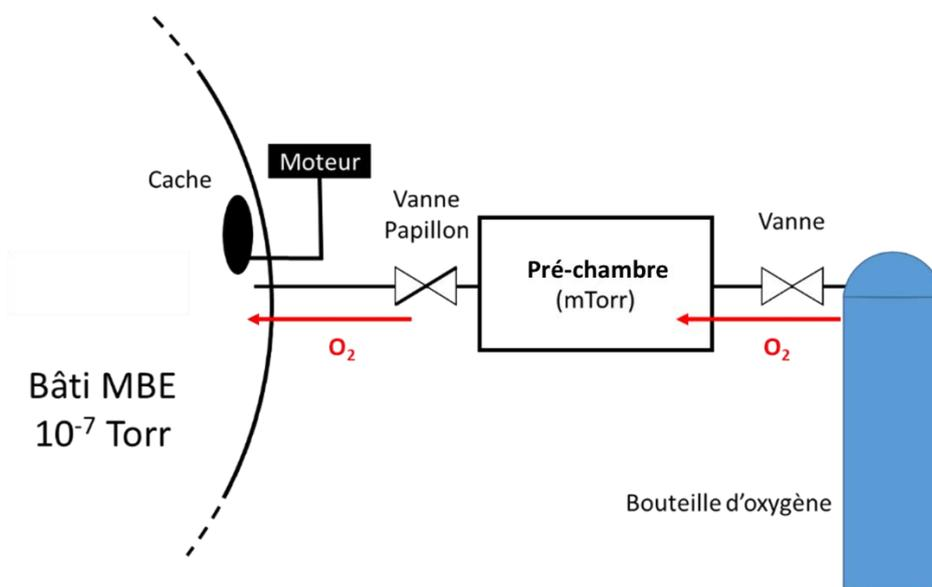 Moteur
Cache
Vanne
Papillon
Vanne
Pré-chambre
(mTorr)
O₂
O₂
Bâti MBE
10⁻⁷ Torr
Bouteille d'oxygène